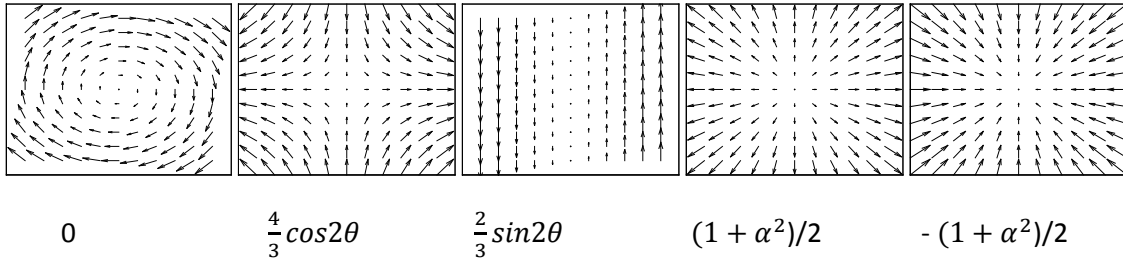 0 4/3 cos2θ 2/3 sin2θ (1 + α²)/2 - (1 + α²)/2